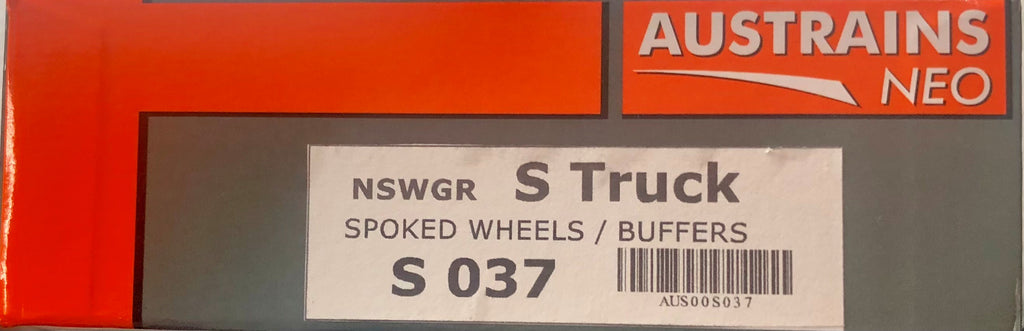 AUSTRAINS
NEO
NSWGR S Truck
SPOKED WHEELS / BUFFERS
S 037
AUS00S037